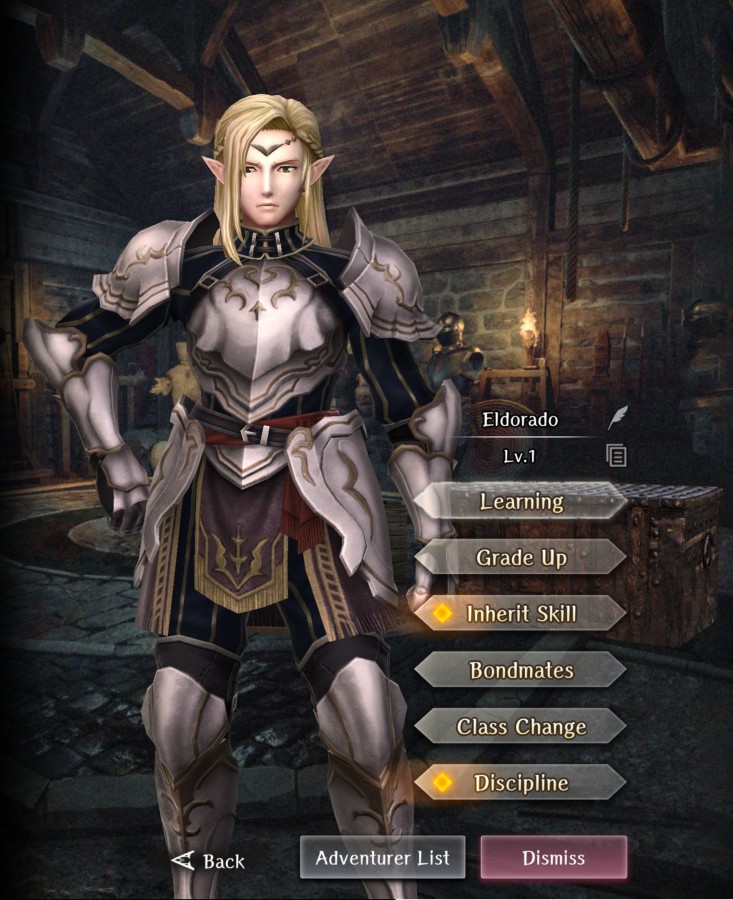 Eldorado
Lv.1
Learning
Grade Up
Inherit Skill
Bondmates
Class Change
Discipline
Back
Adventurer List
Dismiss